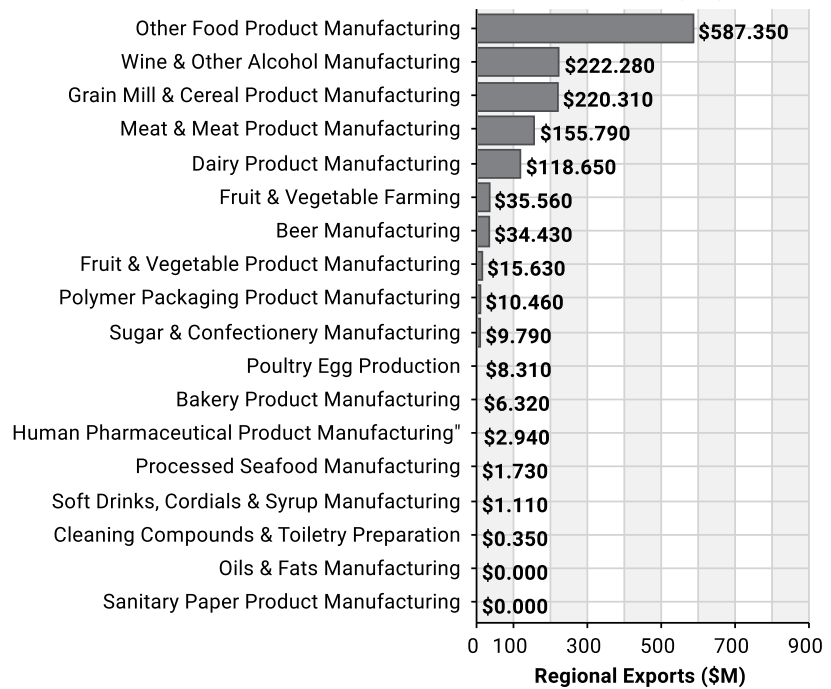 Other Food Product Manufacturing $587.350
Wine & Other Alcohol Manufacturing $222.280
Grain Mill & Cereal Product Manufacturing $220.310
Meat & Meat Product Manufacturing $155.790
Dairy Product Manufacturing $118.650
Fruit & Vegetable Farming $35.560
Beer Manufacturing $34.430
Fruit & Vegetable Product Manufacturing $15.630
Polymer Packaging Product Manufacturing $10.460
Sugar & Confectionery Manufacturing $9.790
Poultry Egg Production $8.310
Bakery Product Manufacturing $6.320
Human Pharmaceutical Product Manufacturing" $2.940
Processed Seafood Manufacturing $1.730
Soft Drinks, Cordials & Syrup Manufacturing $1.110
Cleaning Compounds & Toiletry Preparation $0.350
Oils & Fats Manufacturing $0.000
Sanitary Paper Product Manufacturing $0.000
0 100 300 500 700 900
Regional Exports ($M)